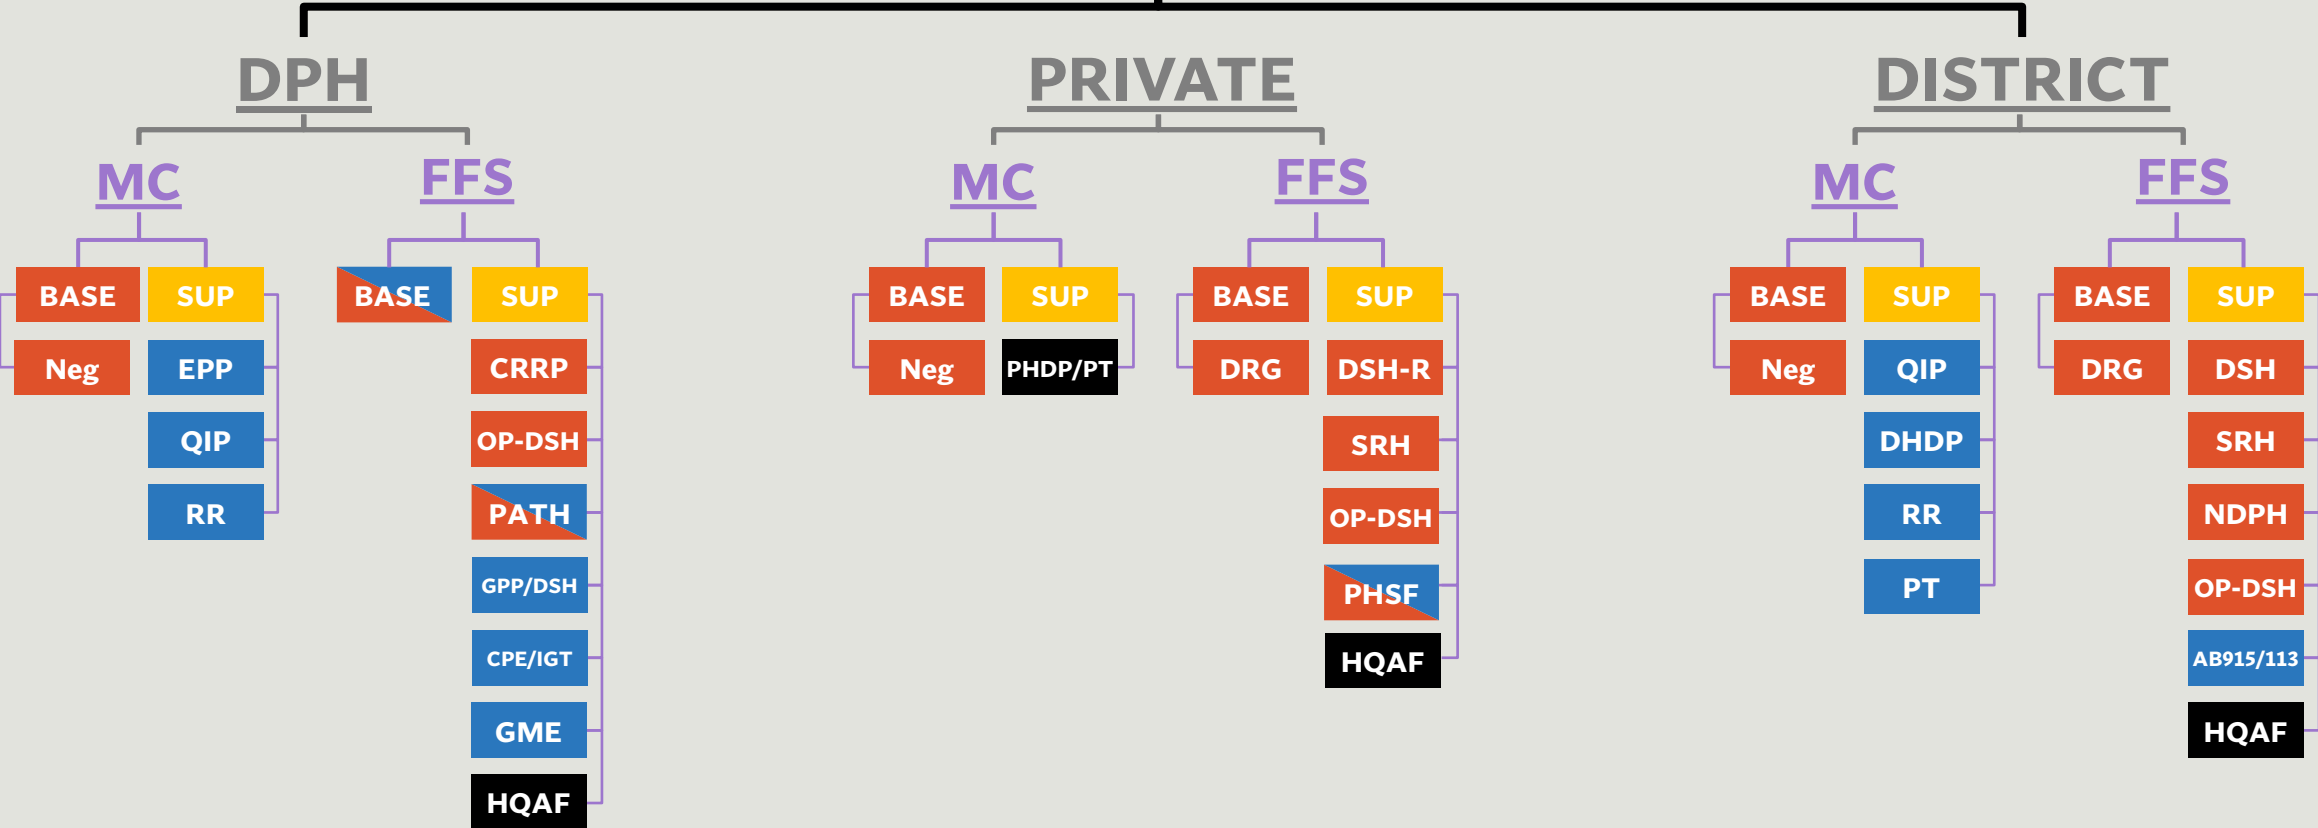 DPH
PRIVATE
DISTRICT
MC
FFS
MC
FFS
MC
FFS
BASE
SUP
BASE
SUP
BASE
SUP
BASE
SUP
BASE
SUP
BASE
SUP
Neg
EPP
CRRP
Neg
PHDP/PT
DRG
DSH-R
Neg
QIP
DRG
DSH
QIP
OP-DSH
SRH
DHDP
SRH
RR
PATH
OP-DSH
RR
NDPH
GPP/DSH
PHSF
PT
OP-DSH
CPE/IGT
HQAF
AB915/113
GME
HQAF
HQAF